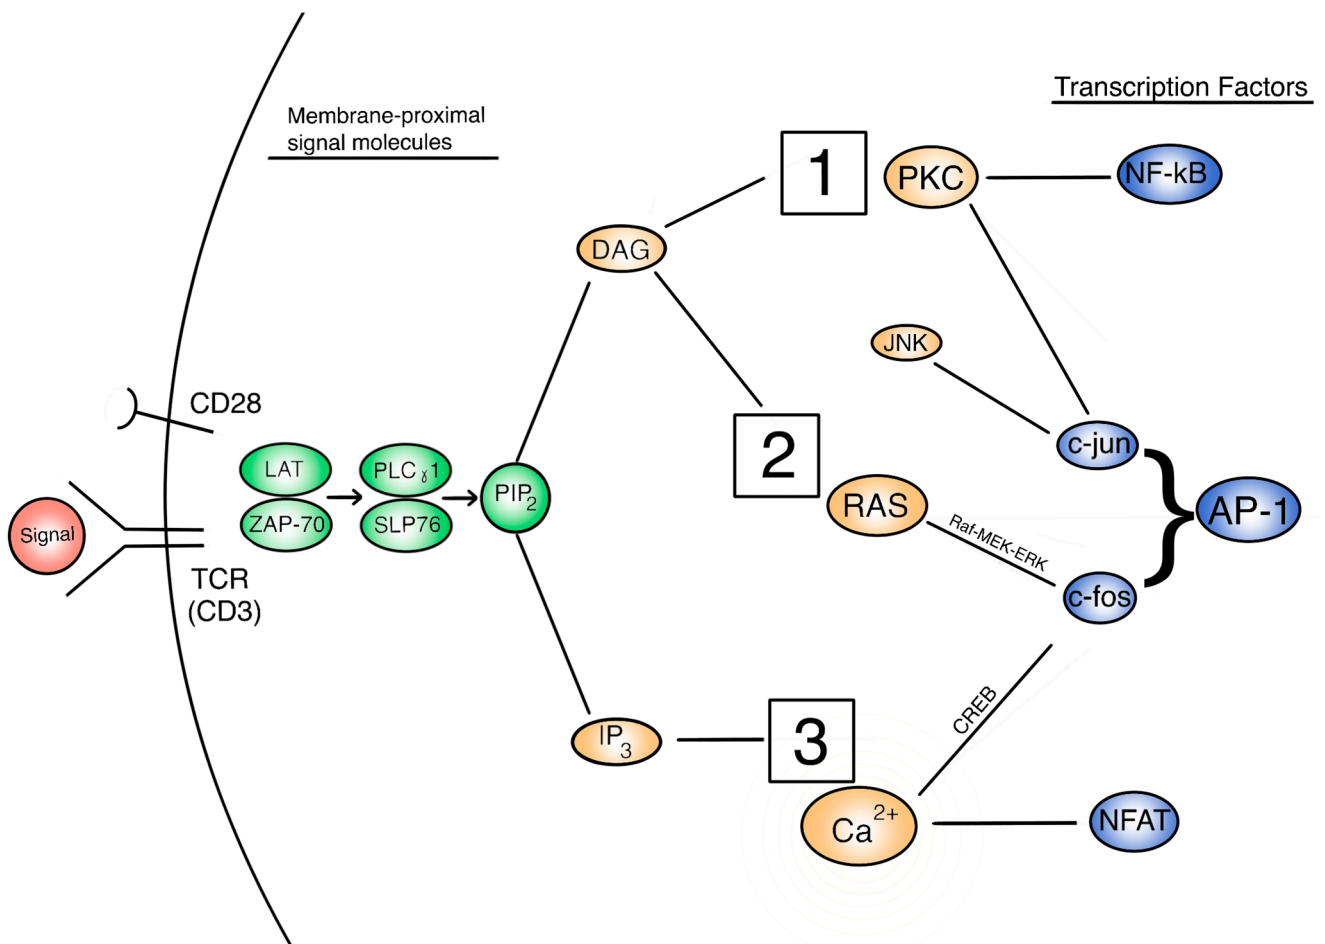 Transcription Factors
Membrane-proximal
signal molecules
1
PKC
NF-kB
DAG
JNK
CD28
2
c-jun
LAT
PLCɣ1
PIP2
RAS
AP-1
Signal
ZAP-70
SLP76
Raf-MEK-ERK
TCR
(CD3)
c-fos
CREB
IP3
3
Ca2+
NFAT